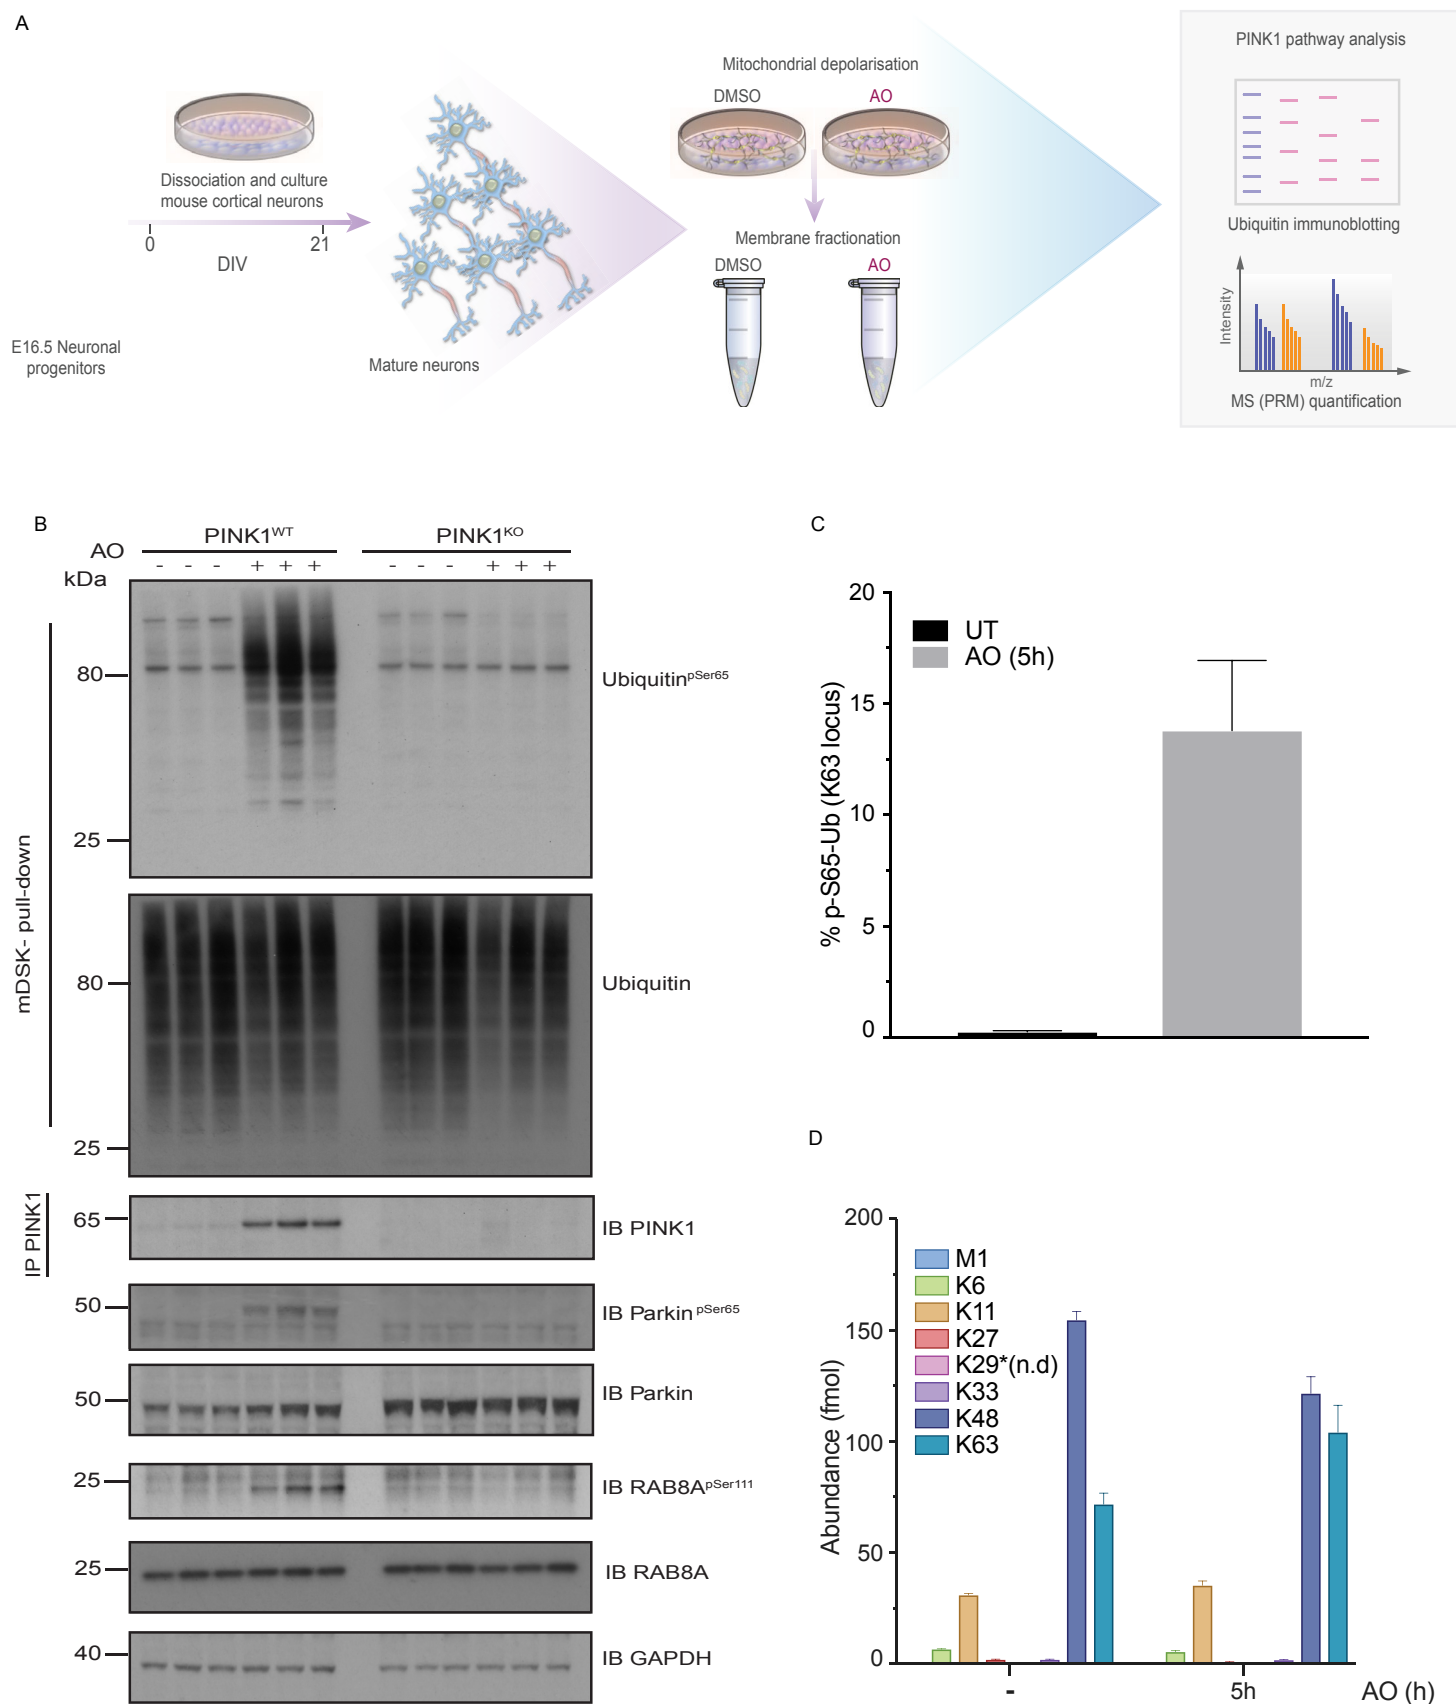 A
Dissociation and culture
mouse cortical neurons
0
21
DIV
E16.5 Neuronal
progenitors
Mature neurons
Mitochondrial depolarisation
DMSO
AO
Membrane fractionation
DMSO
AO
PINK1 pathway analysis
Ubiquitin immunoblotting
Intensity
m/z
MS (PRM) quantification
B
PINK1WT
PINK1KO
AO
- - - + + +
- - - + + +
kDa
mDSK- pull-down
80
25
UbiquitinpSer65
80
25
Ubiquitin
IP PINK1
65
IB PINK1
50
IB ParkinpSer65
50
IB Parkin
25
IB RAB8ApSer111
25
IB RAB8A
40
IB GAPDH
C
% p-S65-Ub (K63 locus)
20
15
10
5
0
UT
AO (5h)
D
Abundance (fmol)
200
150
100
50
0
M1
K6
K11
K27
K29*(n.d)
K33
K48
K63
-
5h
AO (h)